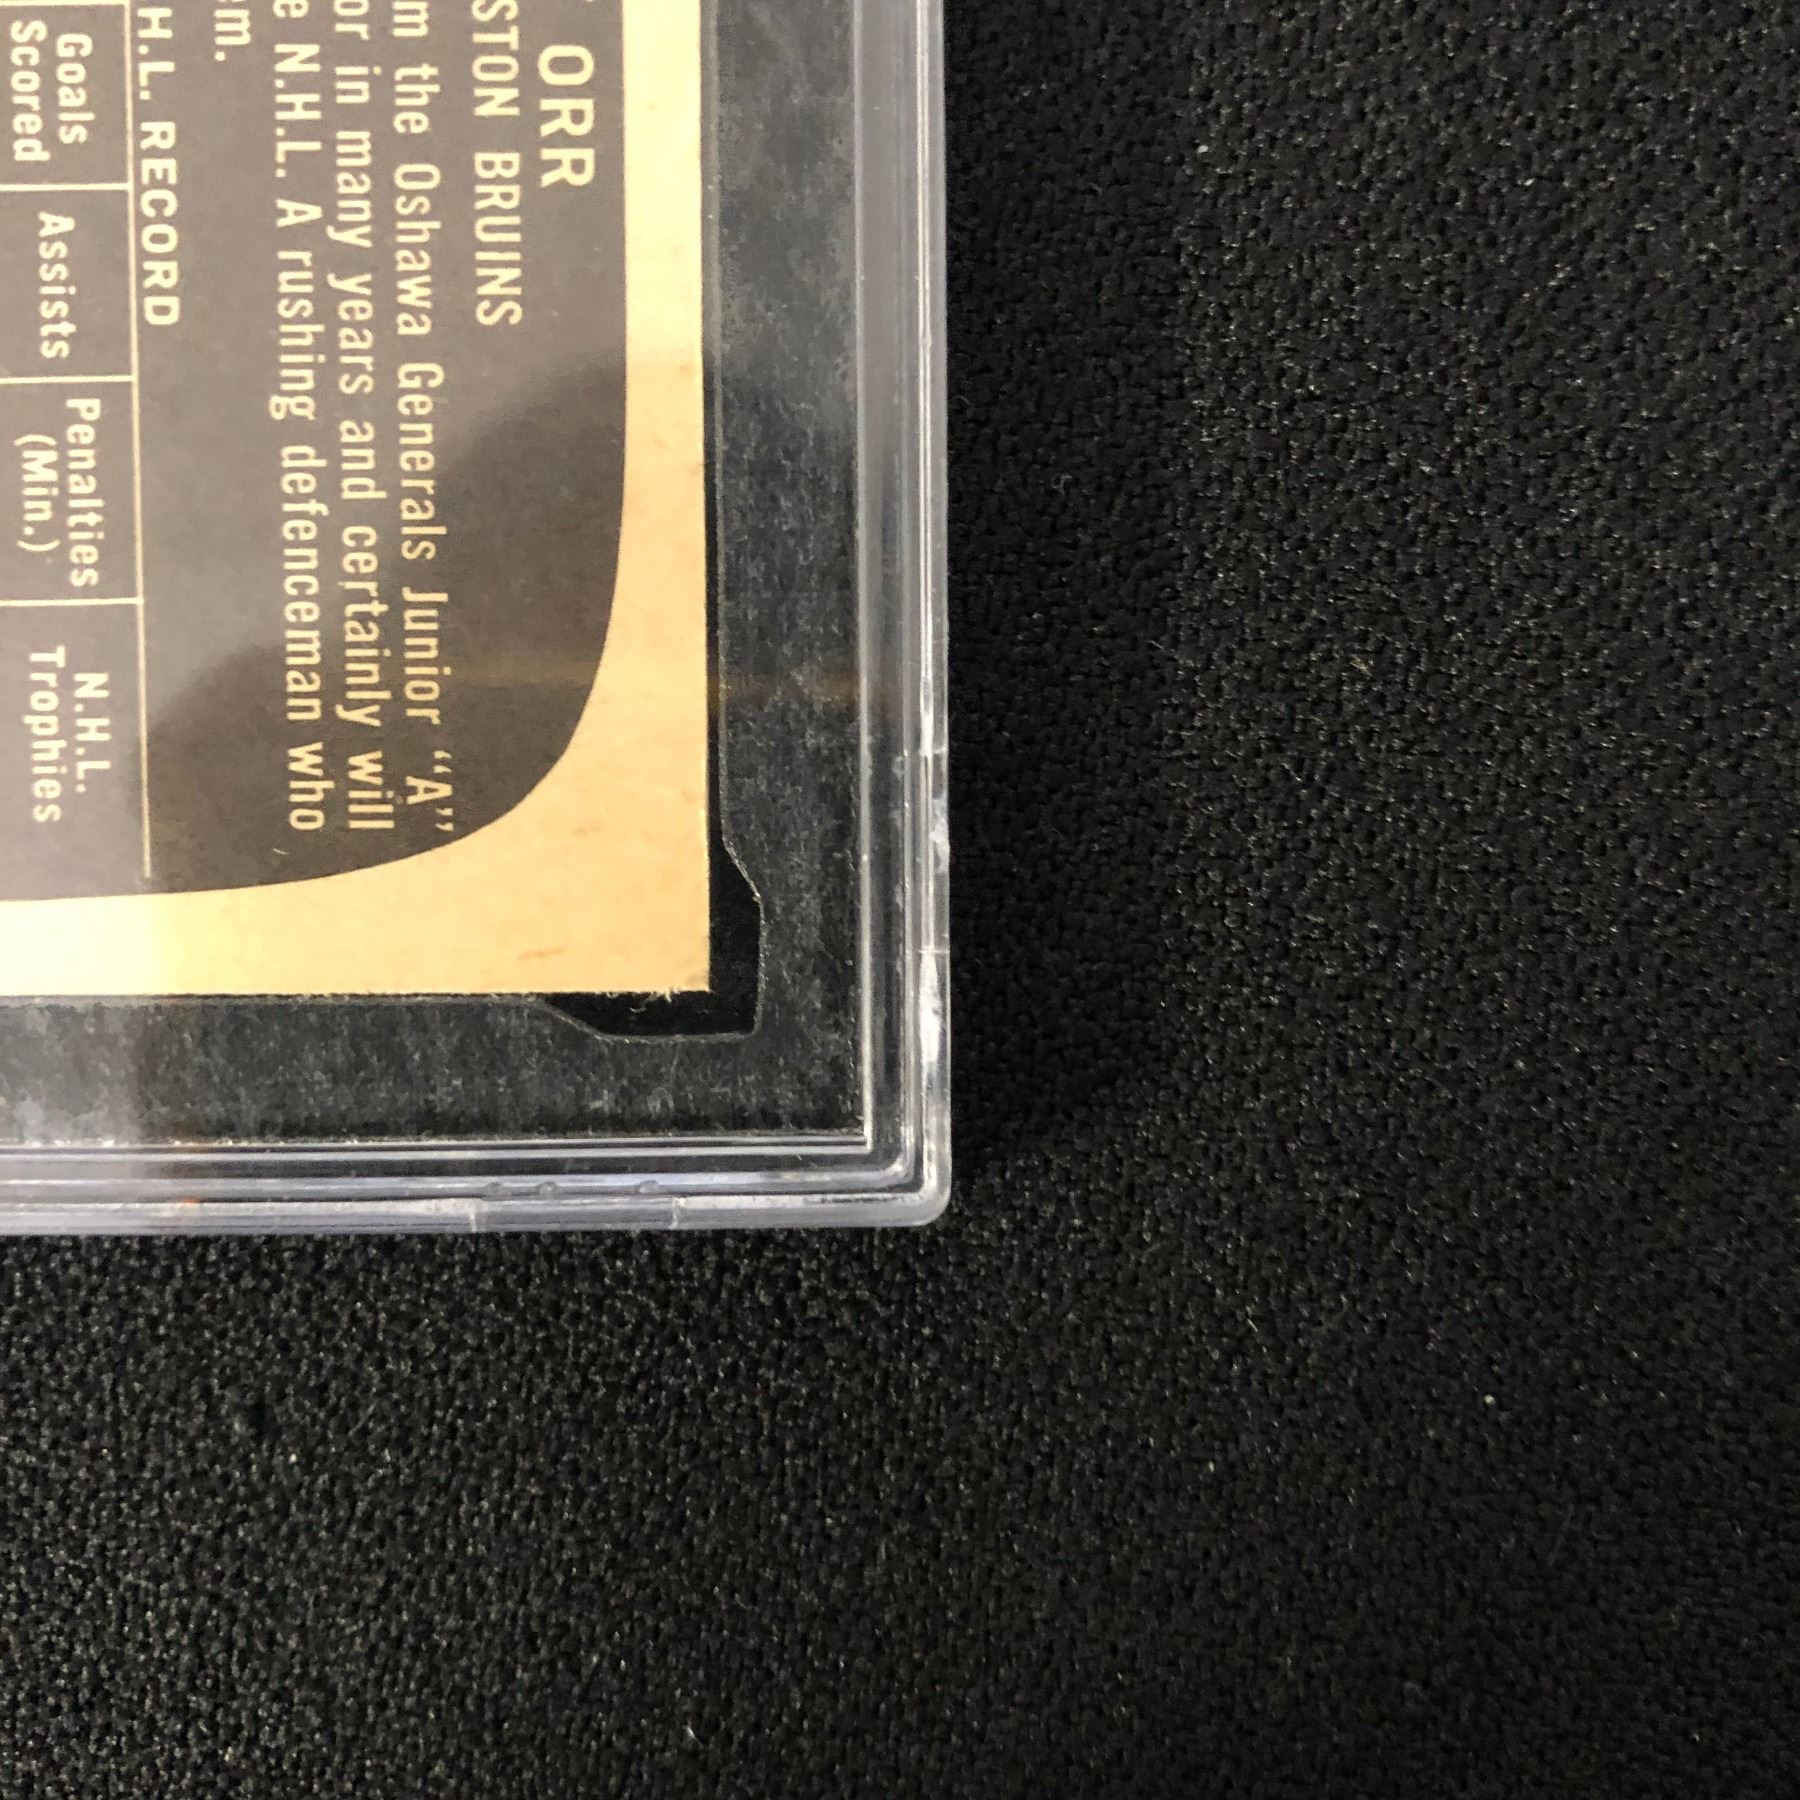 ORR
STON BRUINS
m the Oshawa Generals Junior "A"
or in many years and certainly will
e N.H.L. A rushing defenceman who
em.
.H.L. RECORD
Goals
Scored
Assists
Penalties
(Min.)
N.H.L.
Trophies